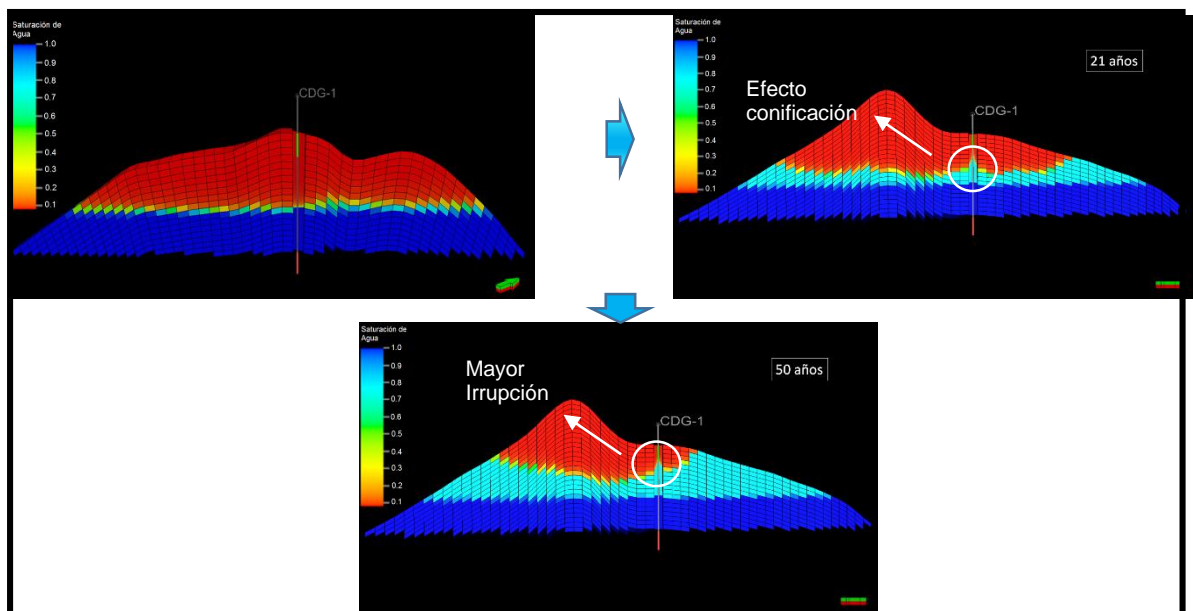 Saturación de
Agua
1.0
0.9
0.8
0.7
0.6
0.5
0.4
0.3
0.2
0.1
CDG-1
Saturación de
Agua
1.0
0.9
0.8
0.7
0.6
0.5
0.4
0.3
0.2
0.1
21 años
Efecto
conificación
CDG-1
Saturación de
Agua
1.0
0.9
0.8
0.7
0.6
0.5
0.4
0.3
0.2
0.1
50 años
Mayor
Irrupción
CDG-1